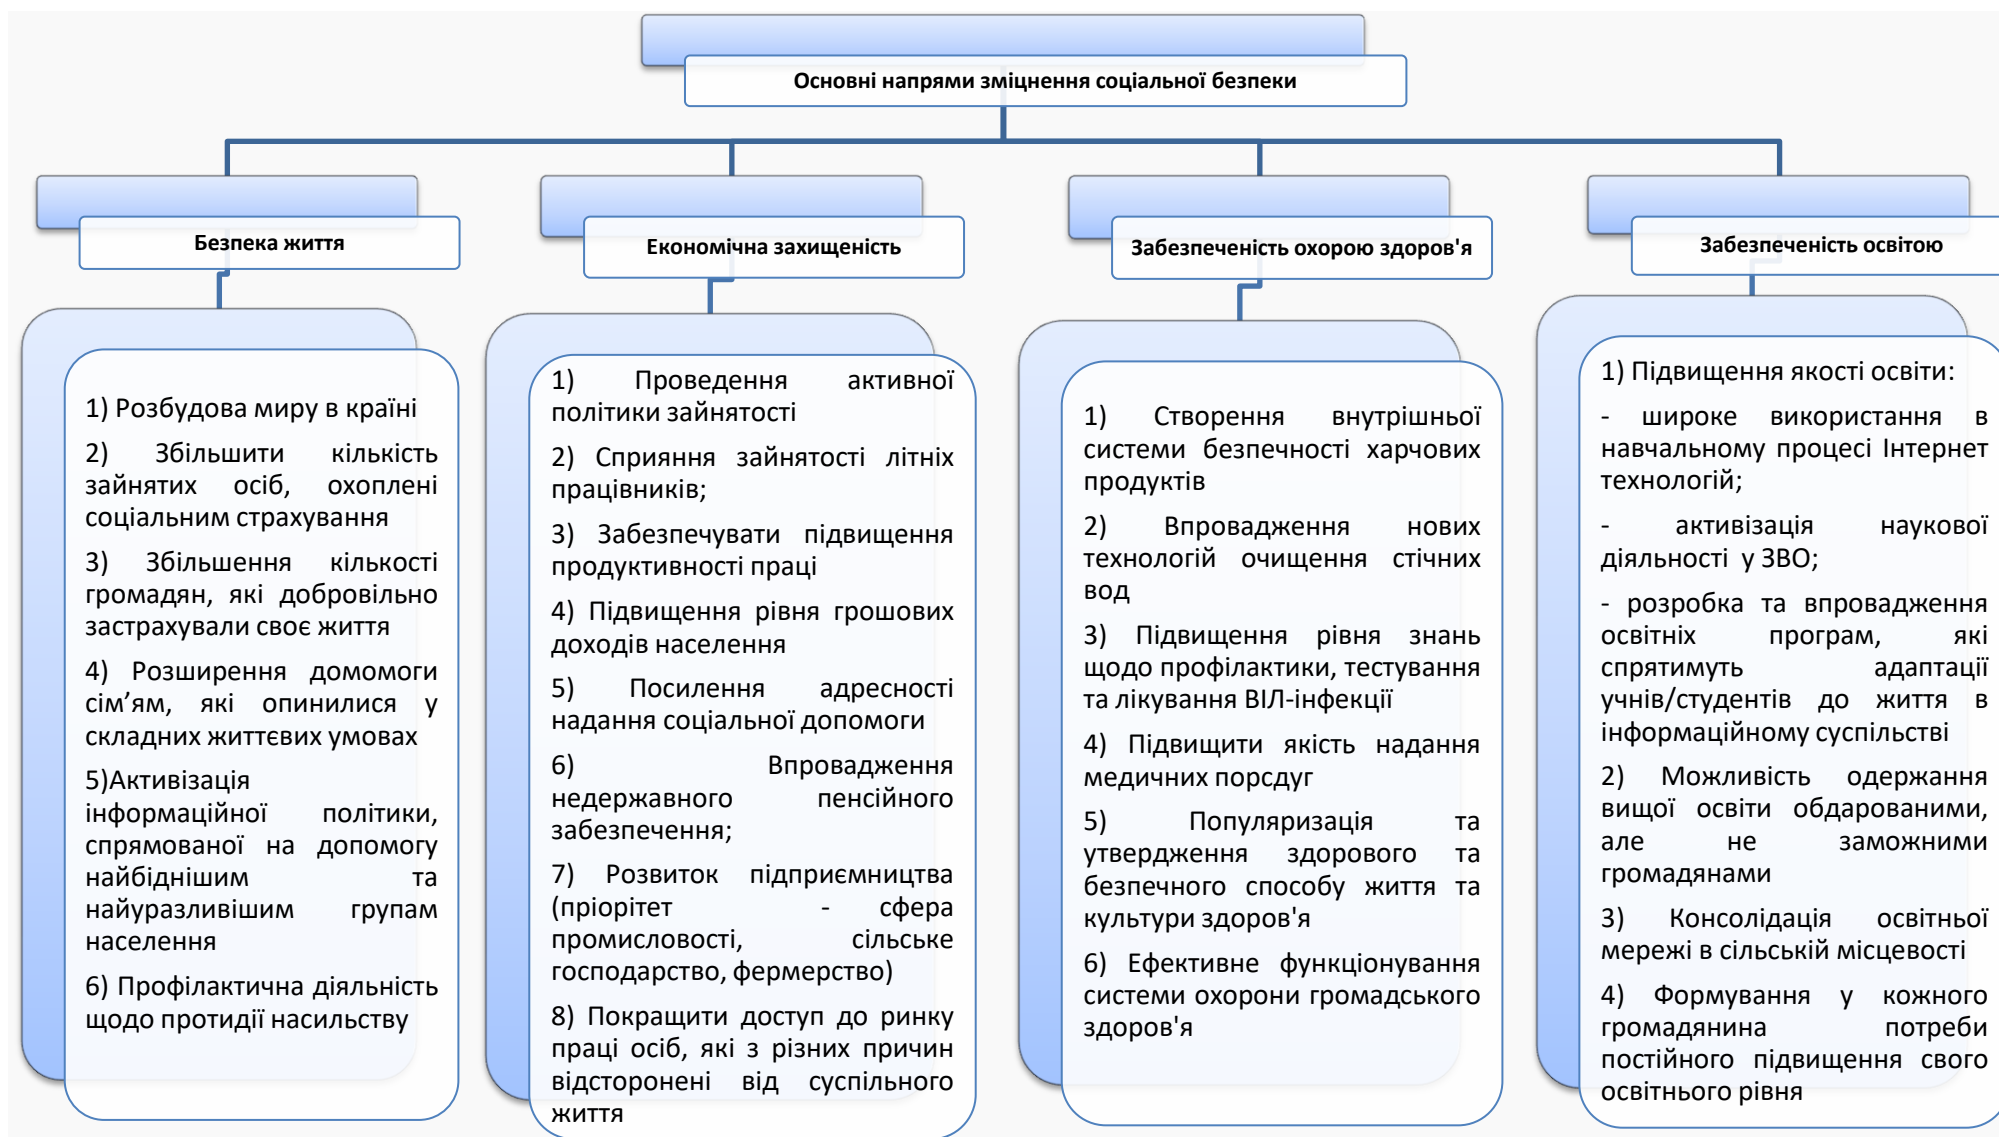 Основні напрями зміцнення соціальної безпеки
Безпека життя
1) Розбудова миру в країні
2) Збільшити кількість
зайнятих осіб, охоплені
соціальним страхування
3) Збільшення кількості
громадян, які добровільно
застрахували своє життя
4) Розширення домомоги
сім’ям, які опинилися у
складних життєвих умовах
5)Активізація
інформаційної політики,
спрямованої на допомогу
найбіднішим та
найуразливішим групам
населення
6) Профілактична діяльність
щодо протидії насильству
Економічна захищеність
1) Проведення активної
політики зайнятості
2) Сприяння зайнятості літніх
працівників;
3) Забезпечувати підвищення
продуктивності праці
4) Підвищення рівня грошових
доходів населення
5) Посилення адресності
надання соціальної допомоги
6) Впровадження
недержавного пенсійного
забезпечення;
7) Розвиток підприємництва
(пріорітет - сфера
промисловості, сільське
господарство, фермерство)
8) Покращити доступ до ринку
праці осіб, які з різних причин
відсторонені від суспільного
життя
Забезпеченість охорою здоров'я
1) Створення внутрішньої
системи безпечності харчових
продуктів
2) Впровадження нових
технологій очищення стічних
вод
3) Підвищення рівня знань
щодо профілактики, тестування
та лікування ВІЛ-інфекції
4) Підвищити якість надання
медичних порсдуг
5) Популяризація та
утвердження здорового та
безпечного способу життя та
культури здоров'я
6) Ефективне функціонування
системи охорони громадського
здоров'я
Забезпеченість освітою
1) Підвищення якості освіти:
- широке використання в
навчальному процесі Інтернет
технологій;
- активізація наукової
діяльності у ЗВО;
- розробка та впровадження
освітніх програм, які
спрятимуть адаптації
учнів/студентів до життя в
інформаційному суспільстві
2) Можливість одержання
вищої освіти обдарованими,
але не заможними
громадянами
3) Консолідація освітньої
мережі в сільській місцевості
4) Формування у кожного
громадянина потреби
постійного підвищення свого
освітнього рівня